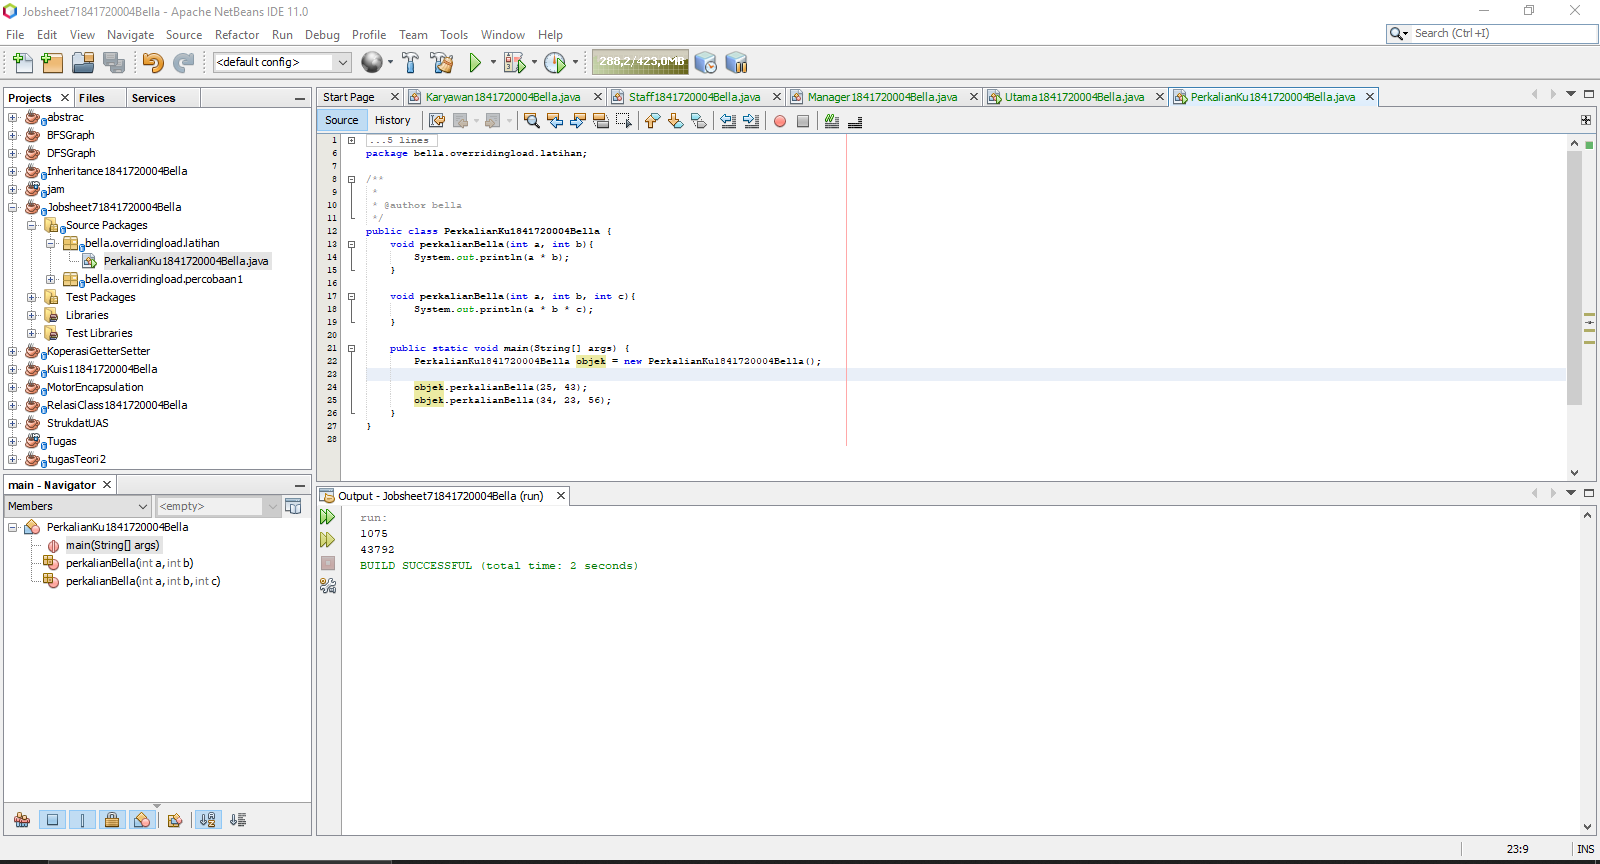 Jobsheet71841720004Bella - Apache NetBeans IDE 11.0
File Edit View Navigate Source Refactor Run Debug Profile Team Tools Window Help
Search (Ctrl+I)
<default config>
288,2/423,0MB
Projects Files Services
abstrac
BFSGraph
DFSGraph
Inheritance1841720004Bella
jam
Jobsheet71841720004Bella
Source Packages
bella.overridingload.latihan
PerkalianKu1841720004Bella.java
bella.overridingload.percobaan1
Test Packages
Libraries
Test Libraries
KoperasiGetterSetter
Kuis11841720004Bella
MotorEncapsulation
RelasiClass1841720004Bella
StrukdatUAS
Tugas
tugasTeori2
main - Navigator
Members <empty>
PerkalianKu1841720004Bella
main(String[] args)
perkalianBella(int a, int b)
perkalianBella(int a, int b, int c)
Start Page Karyawan1841720004Bella.java Staff1841720004Bella.java Manager1841720004Bella.java Utama1841720004Bella.java PerkalianKu1841720004Bella.java
Source History
1 ...5 lines
6 package bella.overridingload.latihan;
7
8 /**
9 *
10 * @author bella
11 */
12 public class PerkalianKu1841720004Bella {
13 void perkalianBella(int a, int b){
14 System.out.println(a * b);
15 }
16
17 void perkalianBella(int a, int b, int c){
18 System.out.println(a * b * c);
19 }
20
21 public static void main(String[] args) {
22 PerkalianKu1841720004Bella objek = new PerkalianKu1841720004Bella();
23
24 objek.perkalianBella(25, 43);
25 objek.perkalianBella(34, 23, 56);
26 }
27 }
28
Output - Jobsheet71841720004Bella (run)
run:
1075
43792
BUILD SUCCESSFUL (total time: 2 seconds)
23:9 INS